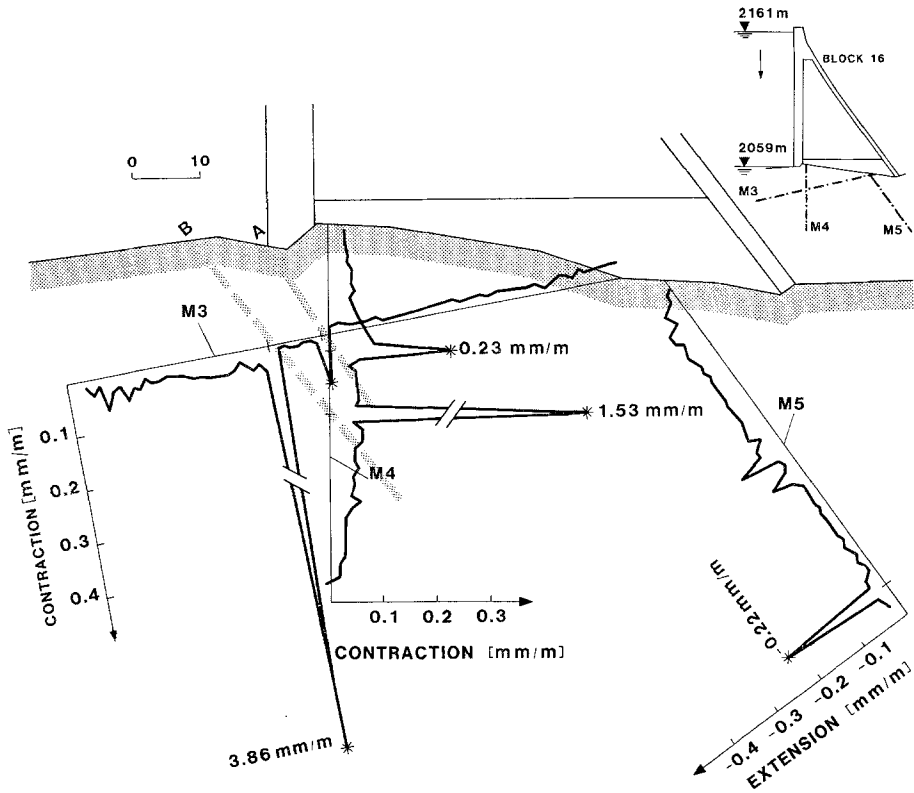 2161m
BLOCK 16
2059m
M3
M4
M5
0 10
B A
M3
0.23 mm/m
1.53 mm/m
M5
M4
CONTRACTION [mm/m]
0.1
0.2
0.3
0.4
0.1 0.2 0.3
CONTRACTION [mm/m]
3.86mm/m
-0.22mm/m
-0.4 -0.3 -0.2 -0.1
EXTENSION [mm/m]